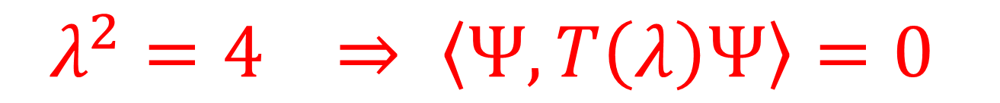 λ² = 4 ⇒ ⟨Ψ, T(λ)Ψ⟩ = 0